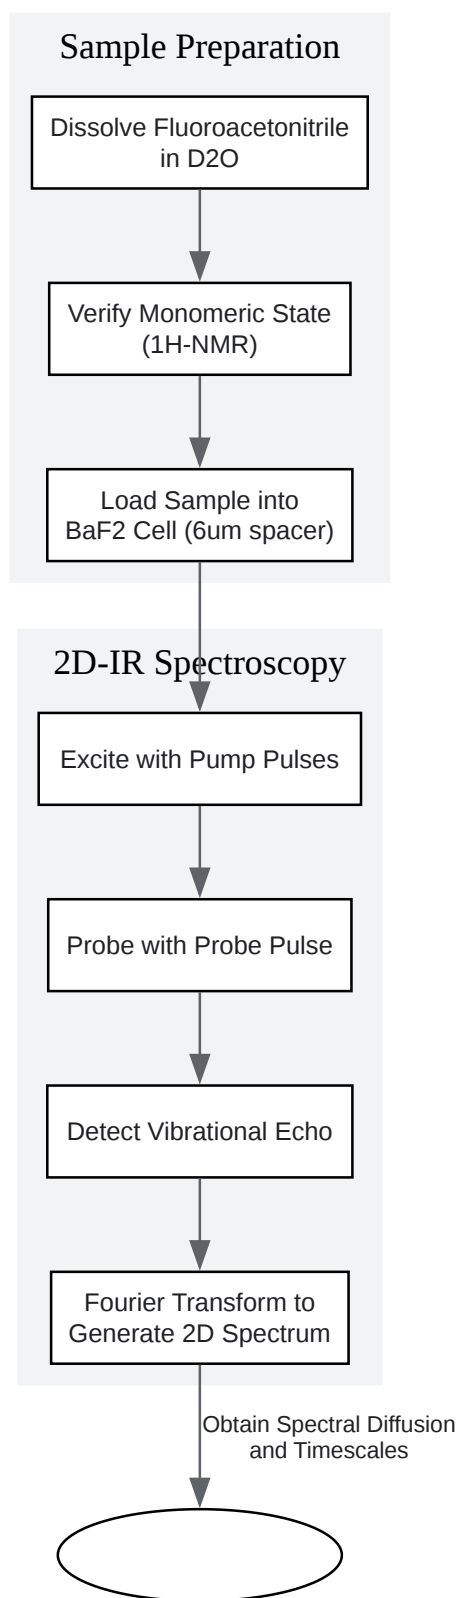 Sample Preparation
Dissolve Fluoroacetonitrile
in D2O
Verify Monomeric State
(1H-NMR)
Load Sample into
BaF2 Cell (6um spacer)
2D-IR Spectroscopy
Excite with Pump Pulses
Probe with Probe Pulse
Detect Vibrational Echo
Fourier Transform to
Generate 2D Spectrum
Obtain Spectral Diffusion
and Timescales